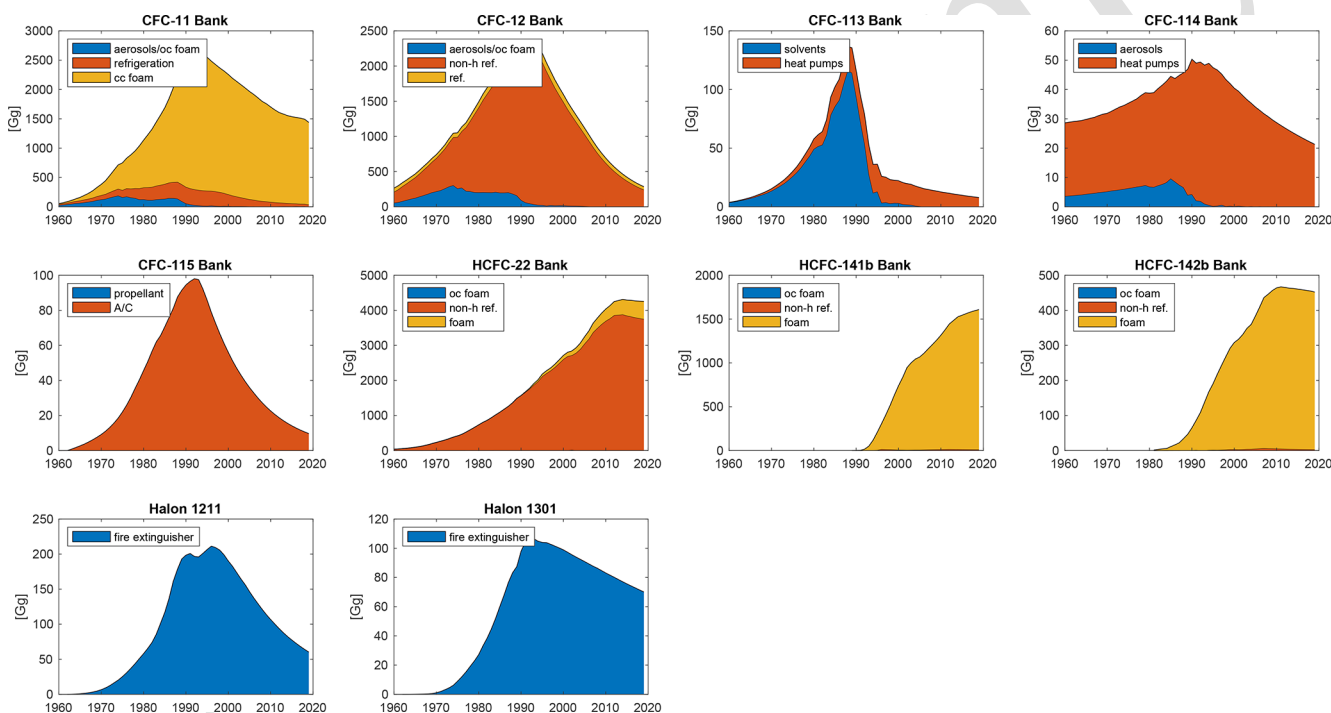 CFC-11 Bank
3000
2500
2000
1500
1000
500
0
[Gg]
aerosols/oc foam
refrigeration
cc foam
1960 1970 1980 1990 2000 2010 2020
CFC-12 Bank
2500
2000
1500
1000
500
0
[Gg]
aerosols/oc foam
non-h ref.
ref.
1960 1970 1980 1990 2000 2010 2020
CFC-113 Bank
150
100
50
0
[Gg]
solvents
heat pumps
1960 1970 1980 1990 2000 2010 2020
CFC-114 Bank
60
50
40
30
20
10
0
[Gg]
aerosols
heat pumps
1960 1970 1980 1990 2000 2010 2020
CFC-115 Bank
100
80
60
40
20
0
[Gg]
propellant
A/C
1960 1970 1980 1990 2000 2010 2020
HCFC-22 Bank
5000
4000
3000
2000
1000
0
[Gg]
oc foam
non-h ref.
foam
1960 1970 1980 1990 2000 2010 2020
HCFC-141b Bank
2000
1500
1000
500
0
[Gg]
oc foam
non-h ref.
foam
1960 1970 1980 1990 2000 2010 2020
HCFC-142b Bank
500
400
300
200
100
0
[Gg]
oc foam
non-h ref.
foam
1960 1970 1980 1990 2000 2010 2020
Halon 1211
250
200
150
100
50
0
[Gg]
fire extinguisher
1960 1970 1980 1990 2000 2010 2020
Halon 1301
120
100
80
60
40
20
0
[Gg]
fire extinguisher
1960 1970 1980 1990 2000 2010 2020